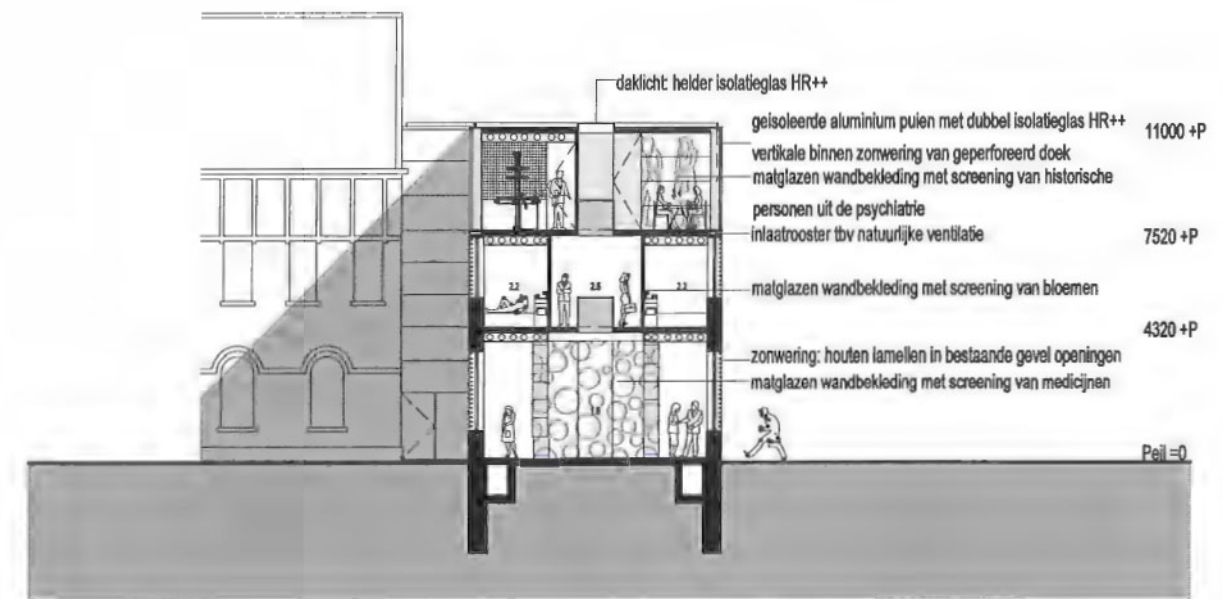 daklicht: helder isolatieglas HR++
geisoleerde aluminium puien met dubbel isolatieglas HR++
11000 +P
vertikale binnen zonwering van geperforeerd doek
matglazen wandbekleding met screening van historische
personen uit de psychiatrie
inlaatrooster tbv natuurlijke ventilatie
7520 +P
2.2
2.2
matglazen wandbekleding met screening van bloemen
4320 +P
zonwering: houten lamellen in bestaande gevel openingen
matglazen wandbekleding met screening van medicijnen
Peil =0